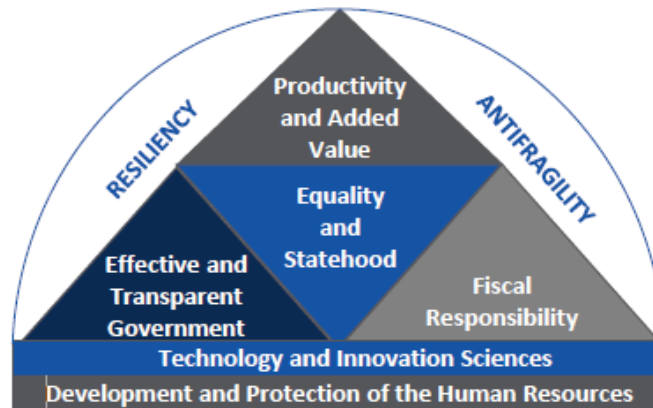 RESILIENCY
ANTIFRAGILITY
Productivity
and Added
Value
Equality
and
Statehood
Effective and
Transparent
Government
Fiscal
Responsibility
Technology and Innovation Sciences
Development and Protection of the Human Resources